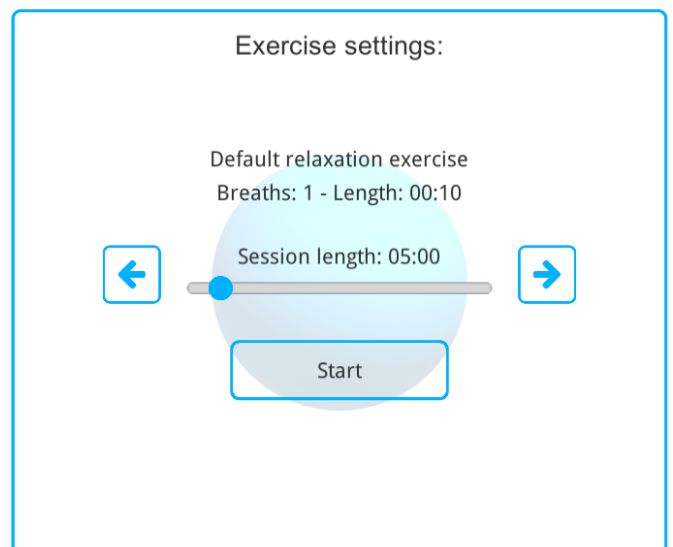 Exercise settings:
Default relaxation exercise
Breaths: 1 - Length: 00:10
Session length: 05:00
Start